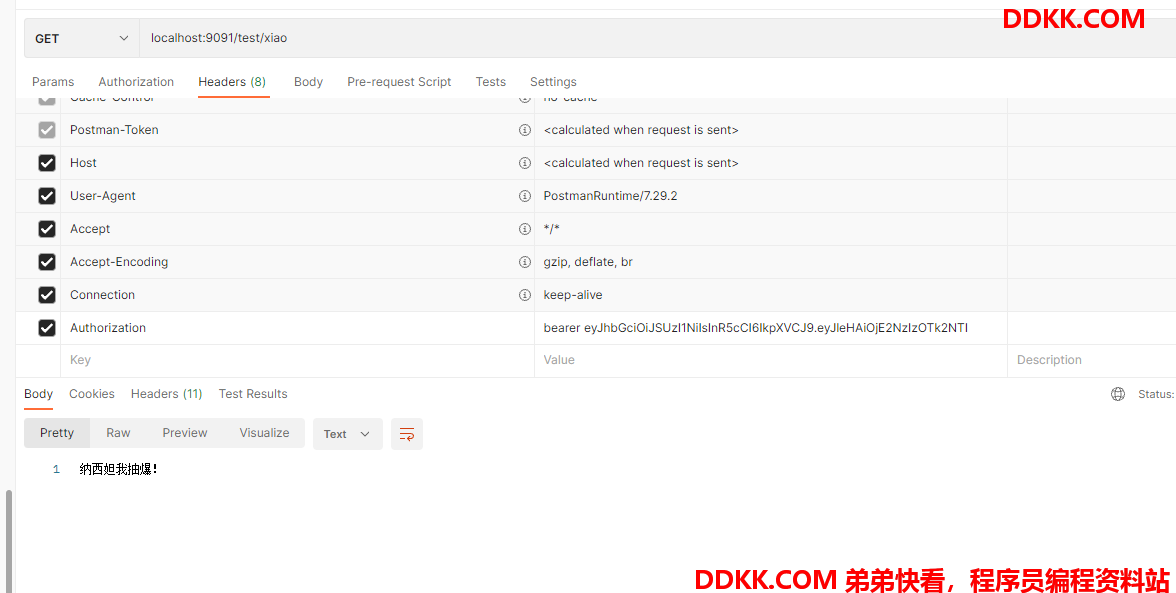 DDKK.COM
GET localhost:9091/test/xiao
Params Authorization Headers (8) Body Pre-request Script Tests Settings
Cache-Control no-cache
Postman-Token <calculated when request is sent>
Host <calculated when request is sent>
User-Agent PostmanRuntime/7.29.2
Accept */*
Accept-Encoding gzip, deflate, br
Connection keep-alive
Authorization bearer eyJhbGciOiJSUzI1NiIsInR5cCI6IkpXVCJ9.eyJleHAiOjE2NzIzOTk2NTI
Key Value Description
Body Cookies Headers (11) Test Results Status:
Pretty Raw Preview Visualize Text
1 纳西妲我抽爆!
DDKK.COM 弟弟快看，程序员编程资料站